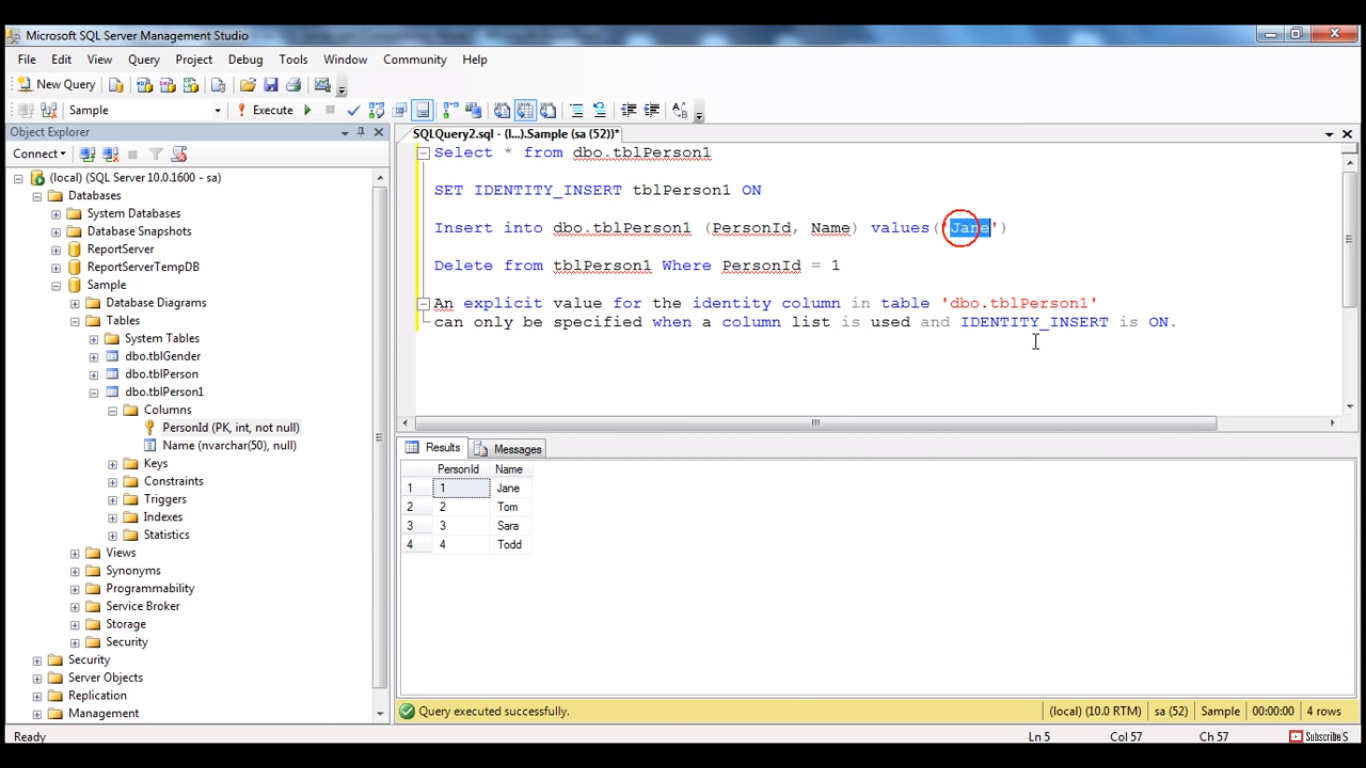 Microsoft SQL Server Management Studio
File Edit View Query Project Debug Tools Window Community Help
New Query
Sample Execute
Object Explorer
Connect
(local) (SQL Server 10.0.1600 - sa)
Databases
System Databases
Database Snapshots
ReportServer
ReportServerTempDB
Sample
Database Diagrams
Tables
System Tables
dbo.tblGender
dbo.tblPerson
dbo.tblPerson1
Columns
PersonId (PK, int, not null)
Name (nvarchar(50), null)
Keys
Constraints
Triggers
Indexes
Statistics
Views
Synonyms
Programmability
Service Broker
Storage
Security
Security
Server Objects
Replication
Management
SQLQuery2.sql - (l...).Sample (sa (52))*
Select * from dbo.tblPerson1
SET IDENTITY_INSERT tblPerson1 ON
Insert into dbo.tblPerson1 (PersonId, Name) values('Jane')
Delete from tblPerson1 Where PersonId = 1
An explicit value for the identity column in table 'dbo.tblPerson1'
can only be specified when a column list is used and IDENTITY_INSERT is ON.
Results Messages
PersonId Name
1 1 Jane
2 2 Tom
3 3 Sara
4 4 Todd
Query executed successfully. (local) (10.0 RTM) sa (52) Sample 00:00:00 4 rows
Ready Ln 5 Col 57 Ch 57 Subscribe